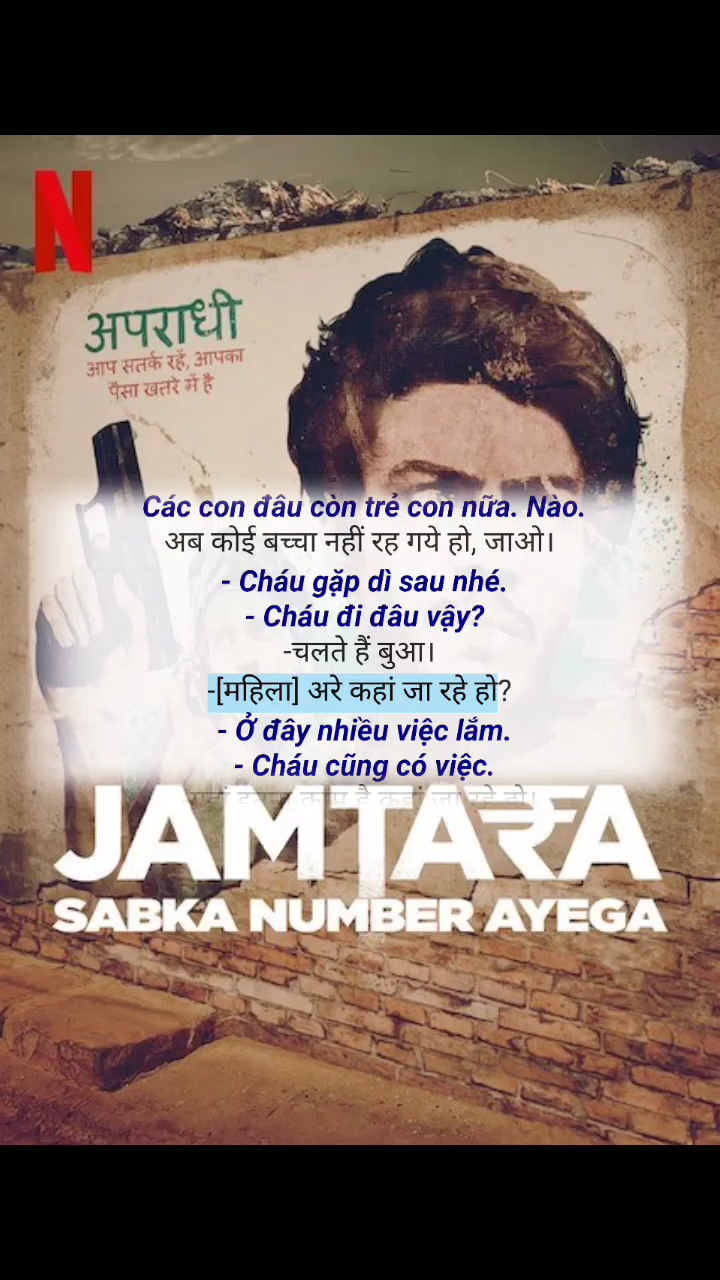 N
अपराधी
आप सतर्क रहें, आपका
पैसा खतरे में है
Các con đâu còn trẻ con nữa. Nào.
अब कोई बच्चा नहीं रह गये हो, जाओ।
- Cháu gặp dì sau nhé.
- Cháu đi đâu vậy?
-चलते हैं बुआ।
-[महिला] अरे कहां जा रहे हो?
- Ở đây nhiều việc lắm.
- Cháu cũng có việc.
काम है कहां जा रहे हो।
JAMTARA
SABKA NUMBER AYEGA